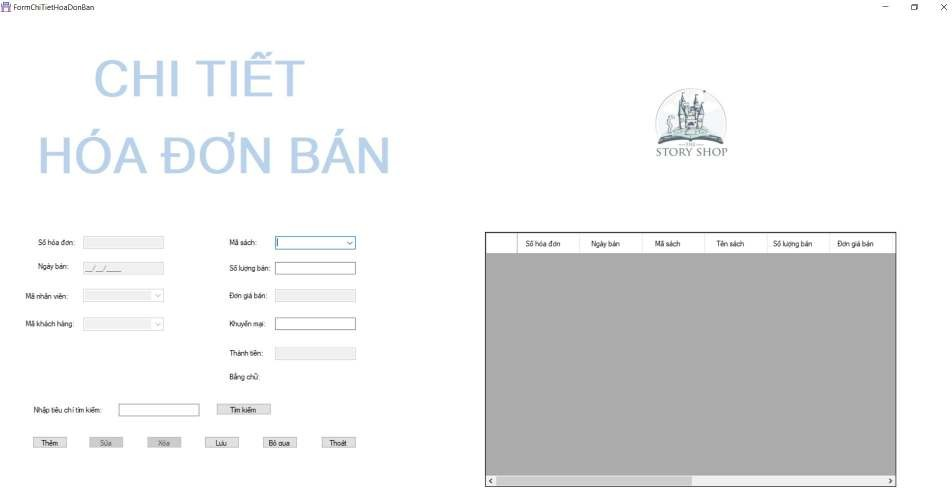 FormChiTietHoaDonBan
CHI TIẾT
HÓA ĐƠN BÁN
THE
STORY SHOP
Số hóa đơn:
Mã sách:
Ngày bán:
__/__/____
Số lượng bán:
Mã nhân viên:
Đơn giá bán:
Mã khách hàng:
Khuyến mại:
Thành tiền:
Bằng chữ:
Nhập tiêu chí tìm kiếm:
Tìm kiếm
Thêm
Sửa
Xóa
Lưu
Bỏ qua
Thoát
Số hóa đơn
Ngày bán
Mã sách
Tên sách
Số lượng bán
Đơn giá bán